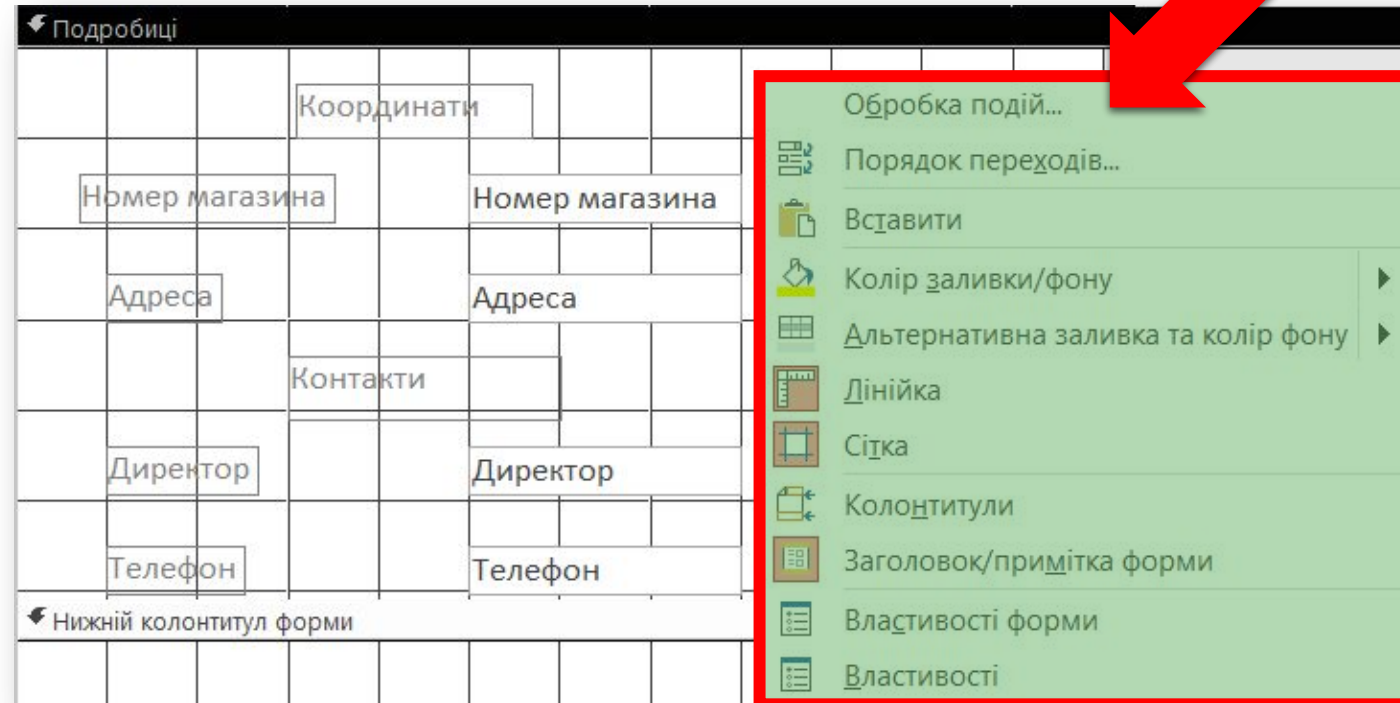 Подробиці
Координати
Номер магазина
Номер магазина
Адреса
Адреса
Контакти
Директор
Директор
Телефон
Телефон
Нижній колонтитул форми
Обробка подій...
Порядок переходів...
Вставити
Колір заливки/фону
Альтернативна заливка та колір фону
Лінійка
Сітка
Колонтитули
Заголовок/примітка форми
Властивості форми
Властивості